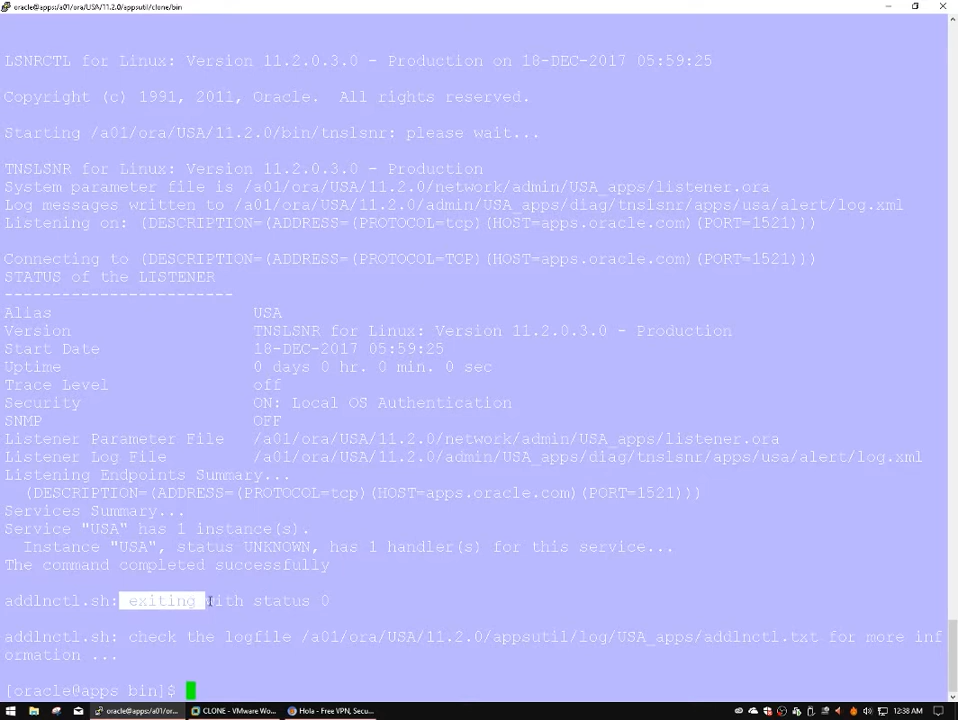 oracle@apps:/a01/ora/USA/11.2.0/appsutil/clone/bin
LSNRCTL for Linux: Version 11.2.0.3.0 - Production on 18-DEC-2017 05:59:25
Copyright (c) 1991, 2011, Oracle.  All rights reserved.
Starting /a01/ora/USA/11.2.0/bin/tnslsnr: please wait...
TNSLSNR for Linux: Version 11.2.0.3.0 - Production
System parameter file is /a01/ora/USA/11.2.0/network/admin/USA_apps/listener.ora
Log messages written to /a01/ora/USA/11.2.0/admin/USA_apps/diag/tnslsnr/apps/usa/alert/log.xml
Listening on: (DESCRIPTION=(ADDRESS=(PROTOCOL=tcp)(HOST=apps.oracle.com)(PORT=1521)))
Connecting to (DESCRIPTION=(ADDRESS=(PROTOCOL=TCP)(HOST=apps.oracle.com)(PORT=1521)))
STATUS of the LISTENER
------------------------
Alias                     USA
Version                   TNSLSNR for Linux: Version 11.2.0.3.0 - Production
Start Date                18-DEC-2017 05:59:25
Uptime                    0 days 0 hr. 0 min. 0 sec
Trace Level               off
Security                  ON: Local OS Authentication
SNMP                      OFF
Listener Parameter File   /a01/ora/USA/11.2.0/network/admin/USA_apps/listener.ora
Listener Log File         /a01/ora/USA/11.2.0/admin/USA_apps/diag/tnslsnr/apps/usa/alert/log.xml
Listening Endpoints Summary...
  (DESCRIPTION=(ADDRESS=(PROTOCOL=tcp)(HOST=apps.oracle.com)(PORT=1521)))
Services Summary...
Service "USA" has 1 instance(s).
  Instance "USA", status UNKNOWN, has 1 handler(s) for this service...
The command completed successfully
addlnctl.sh: exiting with status 0
addlnctl.sh: check the logfile /a01/ora/USA/11.2.0/appsutil/log/USA_apps/addlnctl.txt for more inf
ormation ...
[oracle@apps bin]$
oracle@apps:/a01/or... CLONE - VMware Wo... Hola - Free VPN, Secu... 12:38 AM